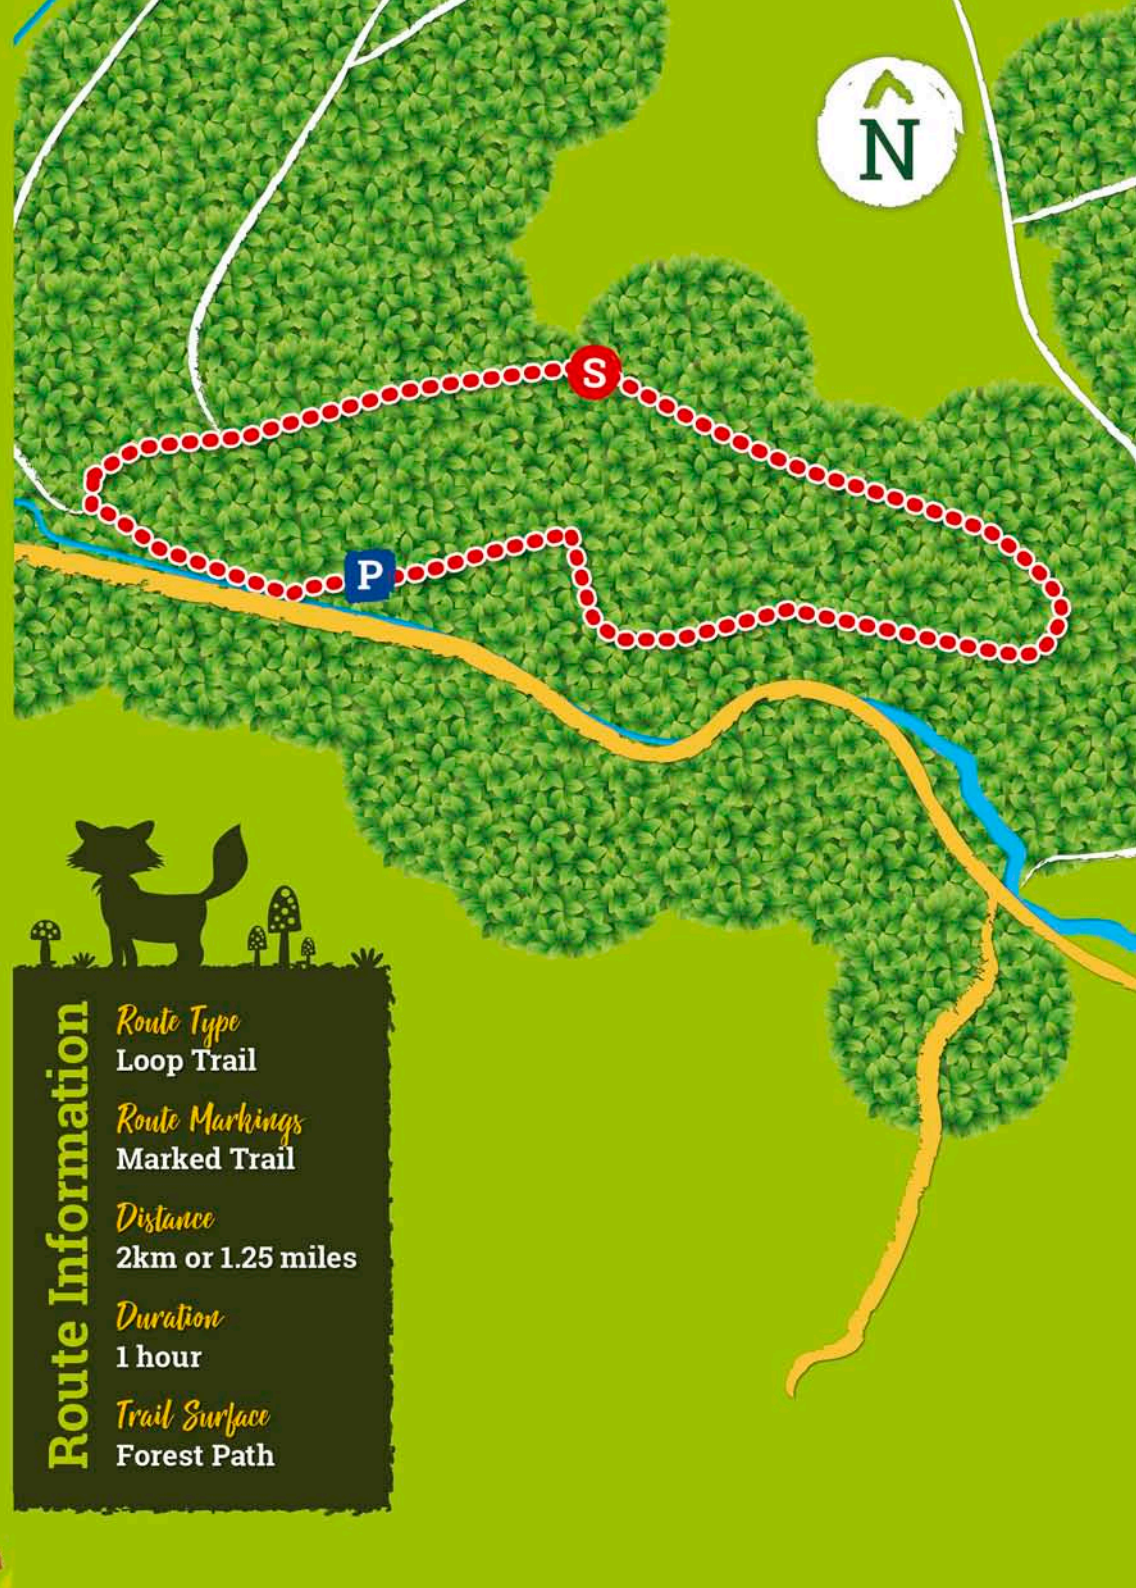 N
S
P
Route Information
Route Type
Loop Trail
Route Markings
Marked Trail
Distance
2km or 1.25 miles
Duration
1 hour
Trail Surface
Forest Path